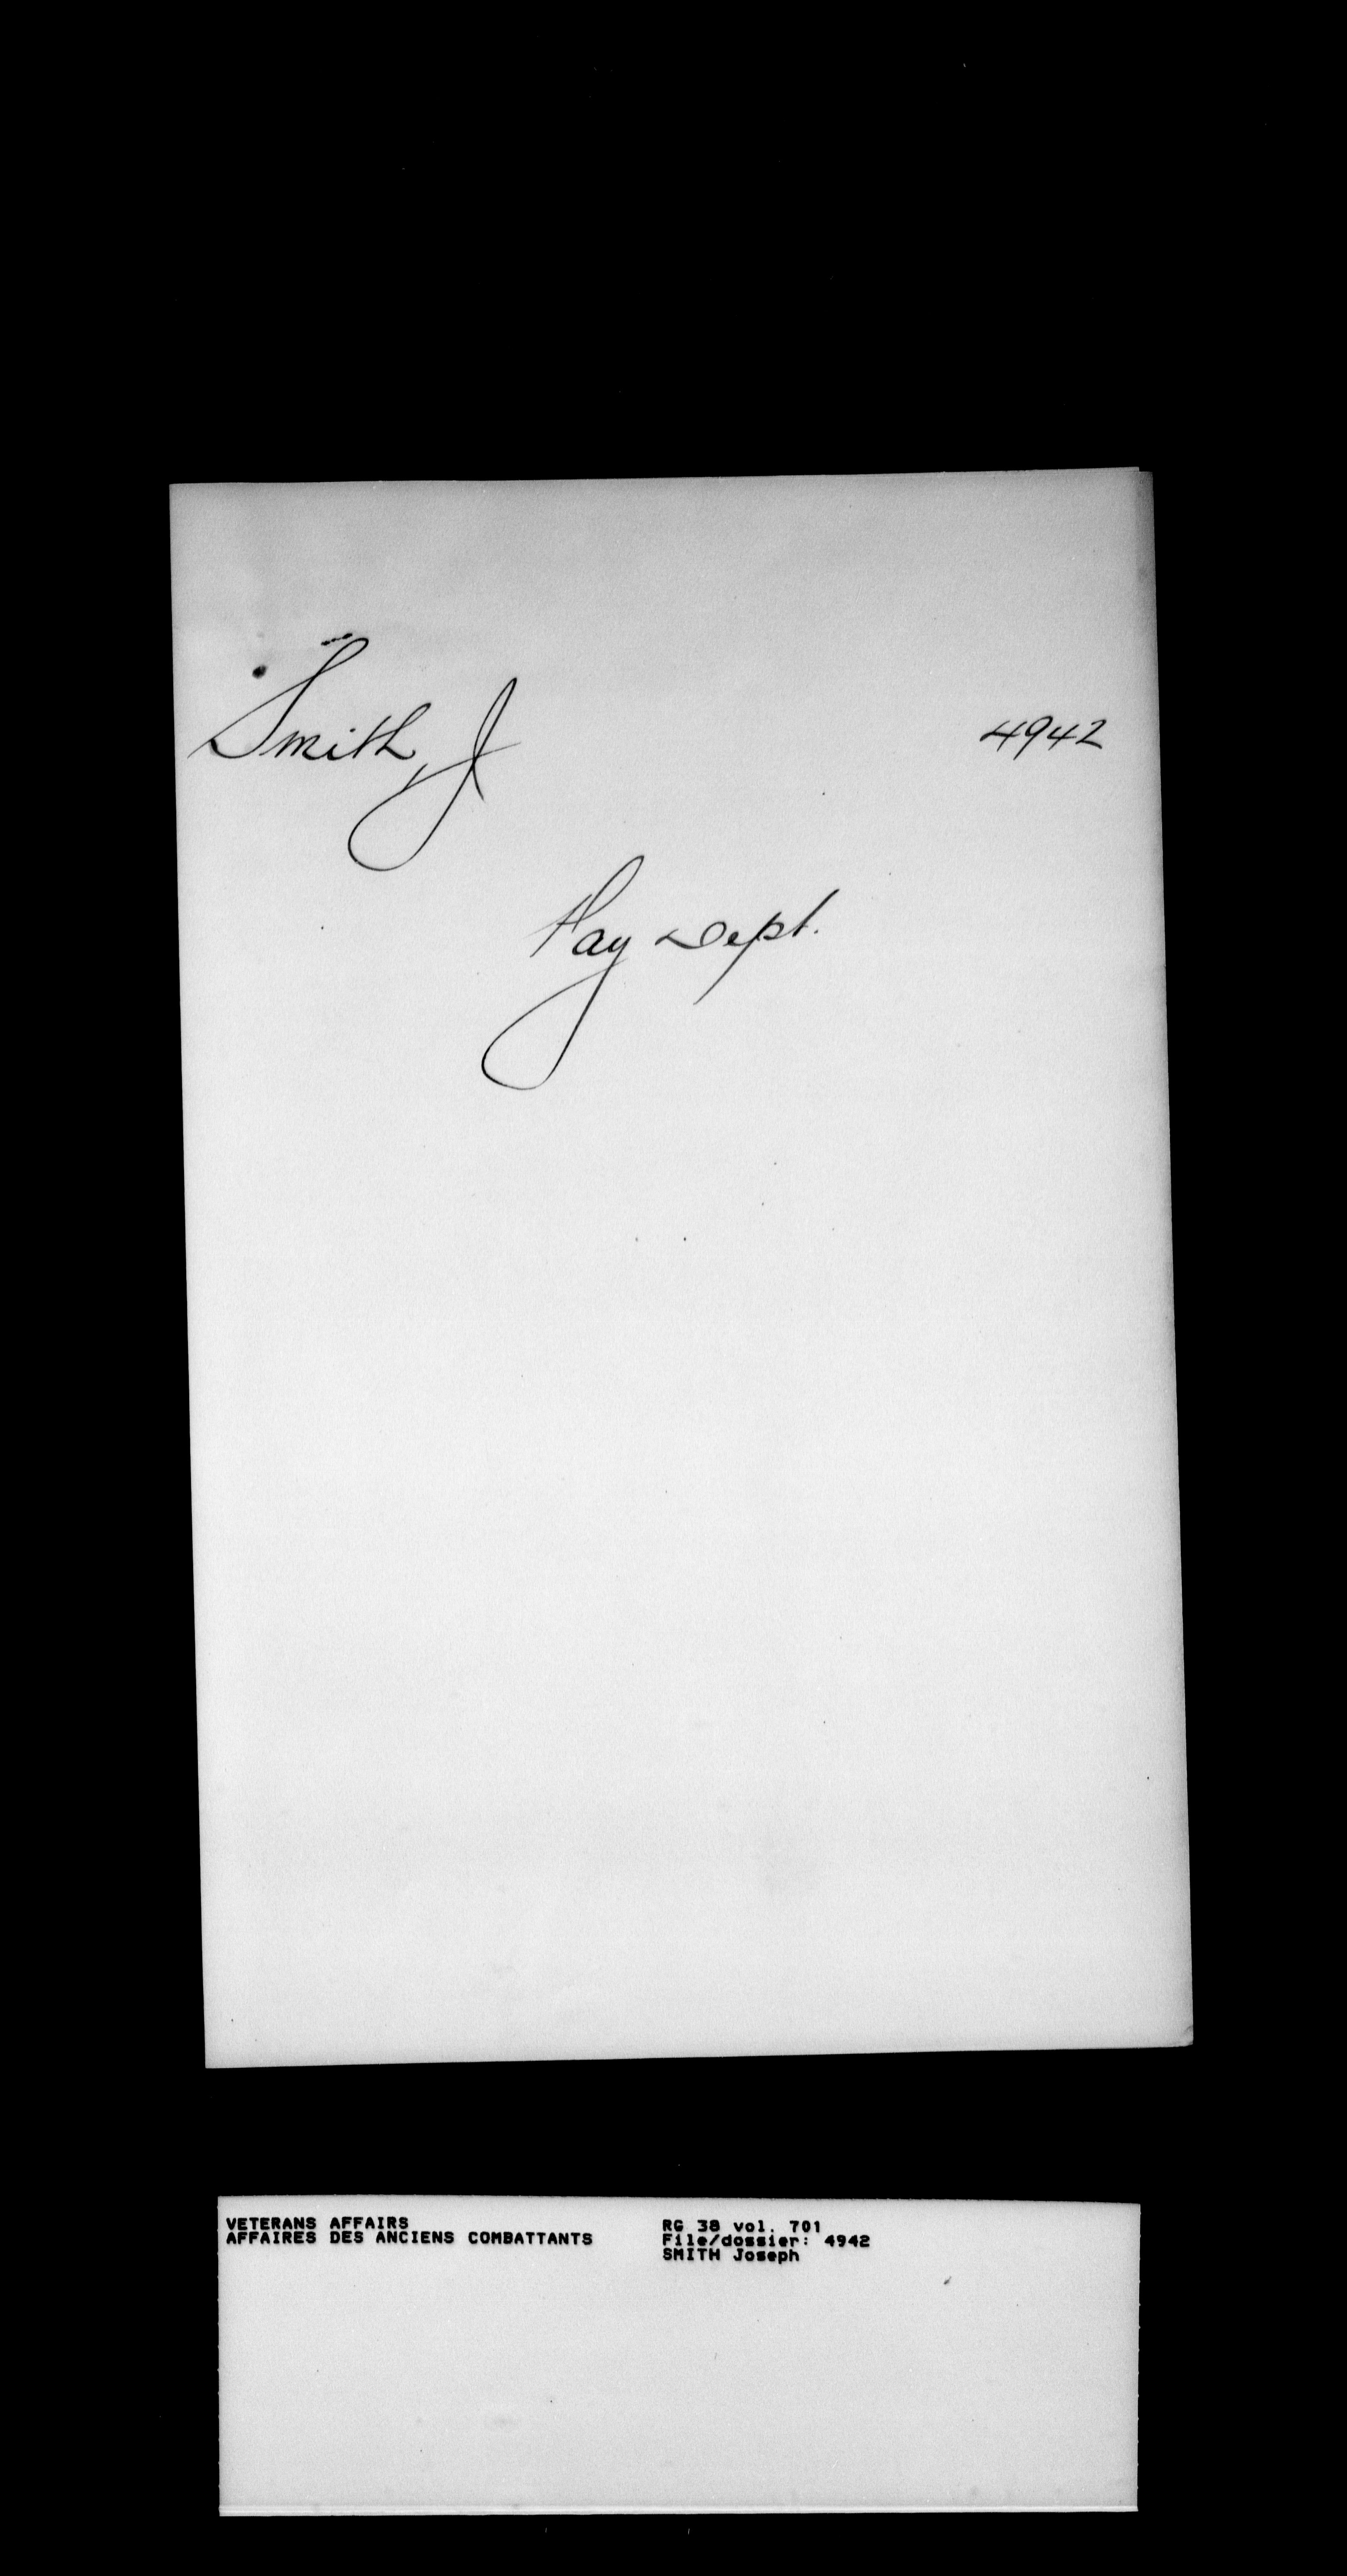 Smith, J 4942
Pay Dept.
VETERANS AFFAIRS
AFFAIRES DES ANCIENS COMBATTANTS
RG 38 vol. 701
File/dossier: 4942
SMITH Joseph